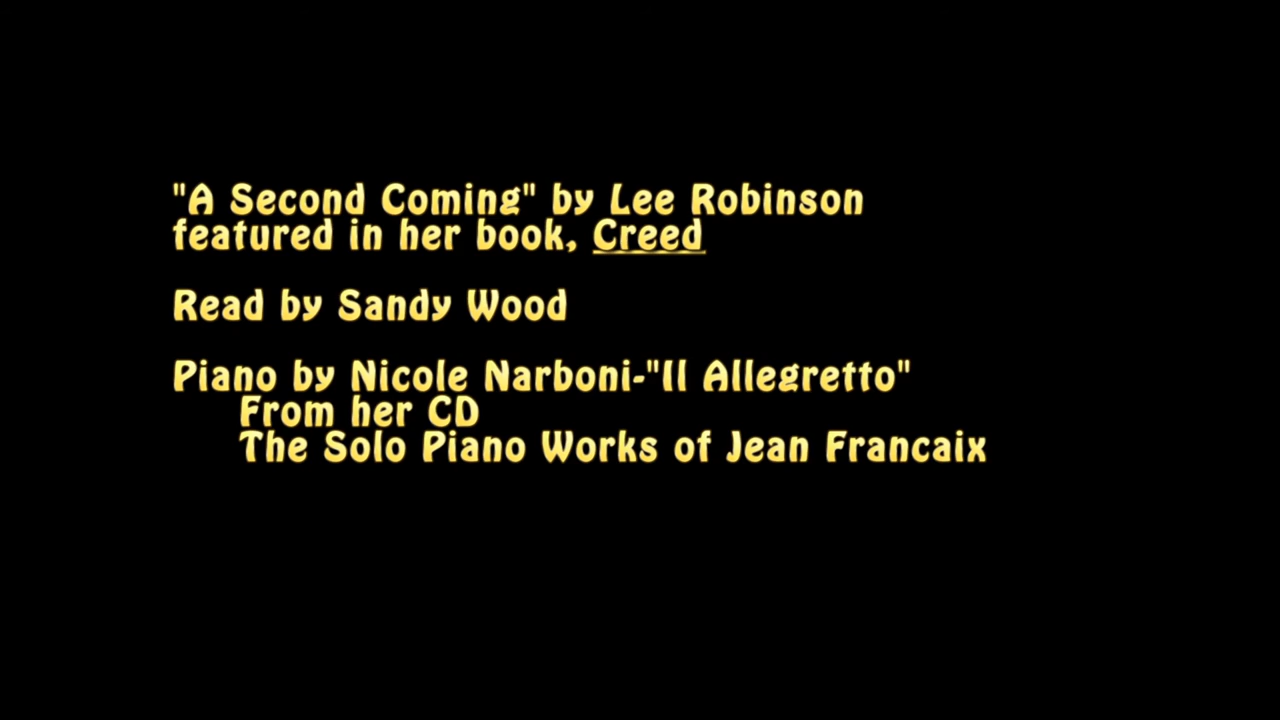 "A Second Coming" by Lee Robinson
featured in her book, Creed
Read by Sandy Wood
Piano by Nicole Narboni-"Il Allegretto"
From her CD
The Solo Piano Works of Jean Francaix